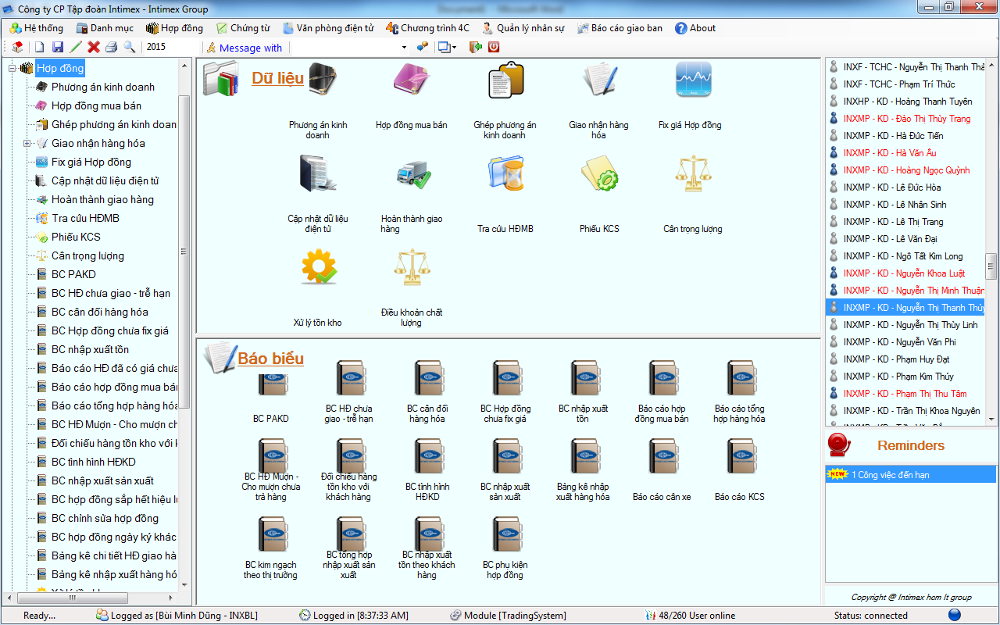 Công ty CP Tập đoàn Intimex - Intimex Group
Hệ thống Danh mục Hợp đồng Chứng từ Văn phòng điện tử Chương trình 4C Quản lý nhân sự Báo cáo giao ban About
2015 Message with
Hợp đồng
Phương án kinh doanh
Hợp đồng mua bán
Ghép phương án kinh doan
Giao nhận hàng hóa
Fix giá Hợp đồng
Cập nhật dữ liệu điện tử
Hoàn thành giao hàng
Tra cứu HĐMB
Phiếu KCS
Cân trọng lượng
BC PAKD
BC HĐ chưa giao - trễ hạn
BC cân đối hàng hóa
BC Hợp đồng chưa fix giá
BC nhập xuất tồn
Báo cáo HĐ đã có giá chưa
Báo cáo hợp đồng mua bán
Báo cáo tổng hợp hàng hóa
BC HĐ Mượn - Cho mượn ch
Đối chiếu hàng tồn kho với k
BC tình hình HĐKD
BC nhập xuất sản xuất
BC hợp đồng sắp hết hiệu lự
BC chỉnh sửa hợp đồng
BC hợp đồng ngày ký khác
Bảng kê chi tiết HĐ giao hà
Bảng kê nhập xuất hàng hó
Dữ liệu
Phương án kinh
doanh
Hợp đồng mua bán
Ghép phương án
kinh doanh
Giao nhận hàng
hóa
Fix giá Hợp đồng
Cập nhật dữ liệu
điện tử
Hoàn thành giao
hàng
Tra cứu HĐMB
Phiếu KCS
Cân trọng lượng
Xử lý tồn kho
Điều khoản chất
lượng
Báo biểu
BC PAKD
BC HĐ chưa
giao - trễ hạn
BC cân đối
hàng hóa
BC Hợp đồng
chưa fix giá
BC nhập xuất
tồn
Báo cáo hợp
đồng mua bán
Báo cáo tổng
hợp hàng hóa
BC HĐ Mượn -
Cho mượn chưa
trả hàng
Đối chiếu hàng
tồn kho với
khách hàng
BC tình hình
HĐKD
BC nhập xuất
sản xuất
Bảng kê nhập
xuất hàng hóa
Báo cáo cân xe
Báo cáo KCS
BC kim ngạch
theo thị trường
BC tổng hợp
nhập xuất sản
xuất
BC nhập xuất
tồn theo khách
hàng
BC phụ kiện
hợp đồng
INXF - TCHC - Nguyễn Thị Thanh Thả
INXF - TCHC - Phạm Trí Thức
INXHP - KD - Hoàng Thanh Tuyên
INXMP - KD - Đào Thị Thùy Trang
INXMP - KD - Hà Đức Tiến
INXMP - KD - Hà Văn Âu
INXMP - KD - Hoàng Ngọc Quỳnh
INXMP - KD - Lê Đức Hòa
INXMP - KD - Lê Nhân Sinh
INXMP - KD - Lê Thị Trang
INXMP - KD - Lê Văn Đại
INXMP - KD - Ngô Tất Kim Long
INXMP - KD - Nguyễn Khoa Luật
INXMP - KD - Nguyễn Thị Minh Thuận
INXMP - KD - Nguyễn Thị Thanh Thủy
INXMP - KD - Nguyễn Thị Thùy Linh
INXMP - KD - Nguyễn Văn Phi
INXMP - KD - Phạm Huy Đạt
INXMP - KD - Phạm Kim Thúy
INXMP - KD - Phạm Thị Thu Tâm
INXMP - KD - Trần Thị Khoa Nguyên
Reminders
NEW 1 Công việc đến hạn
Copyright @ Intimex hcm It group
Ready... Logged as [Bùi Minh Dũng - INXBL] Logged in [8:37:33 AM] Module [TradingSystem] 48/260 User online Status: connected